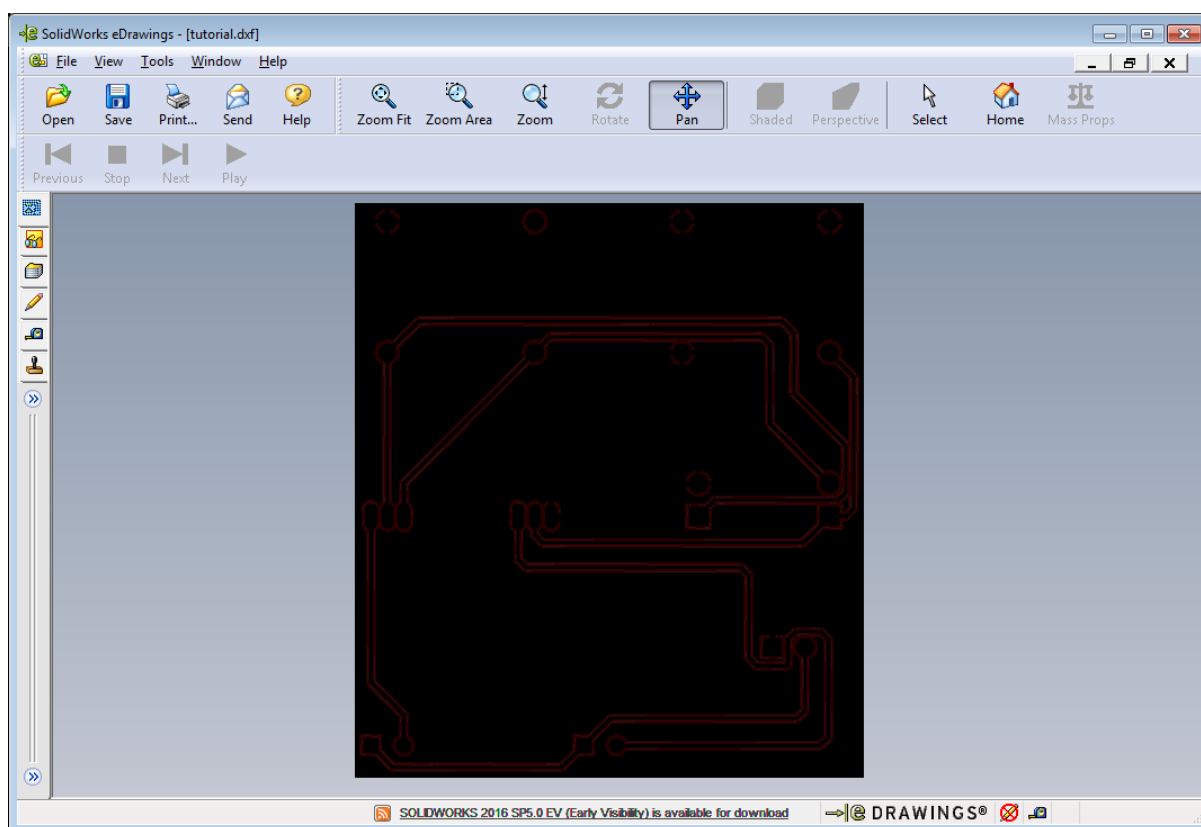 SolidWorks eDrawings - [tutorial.dxf]
File View Tools Window Help
Open Save Print... Send Help Zoom Fit Zoom Area Zoom Rotate Pan Shaded Perspective Select Home Mass Props
Previous Stop Next Play
SOLIDWORKS 2016 SP5.0 EV (Early Visibility) is available for download
e DRAWINGS®